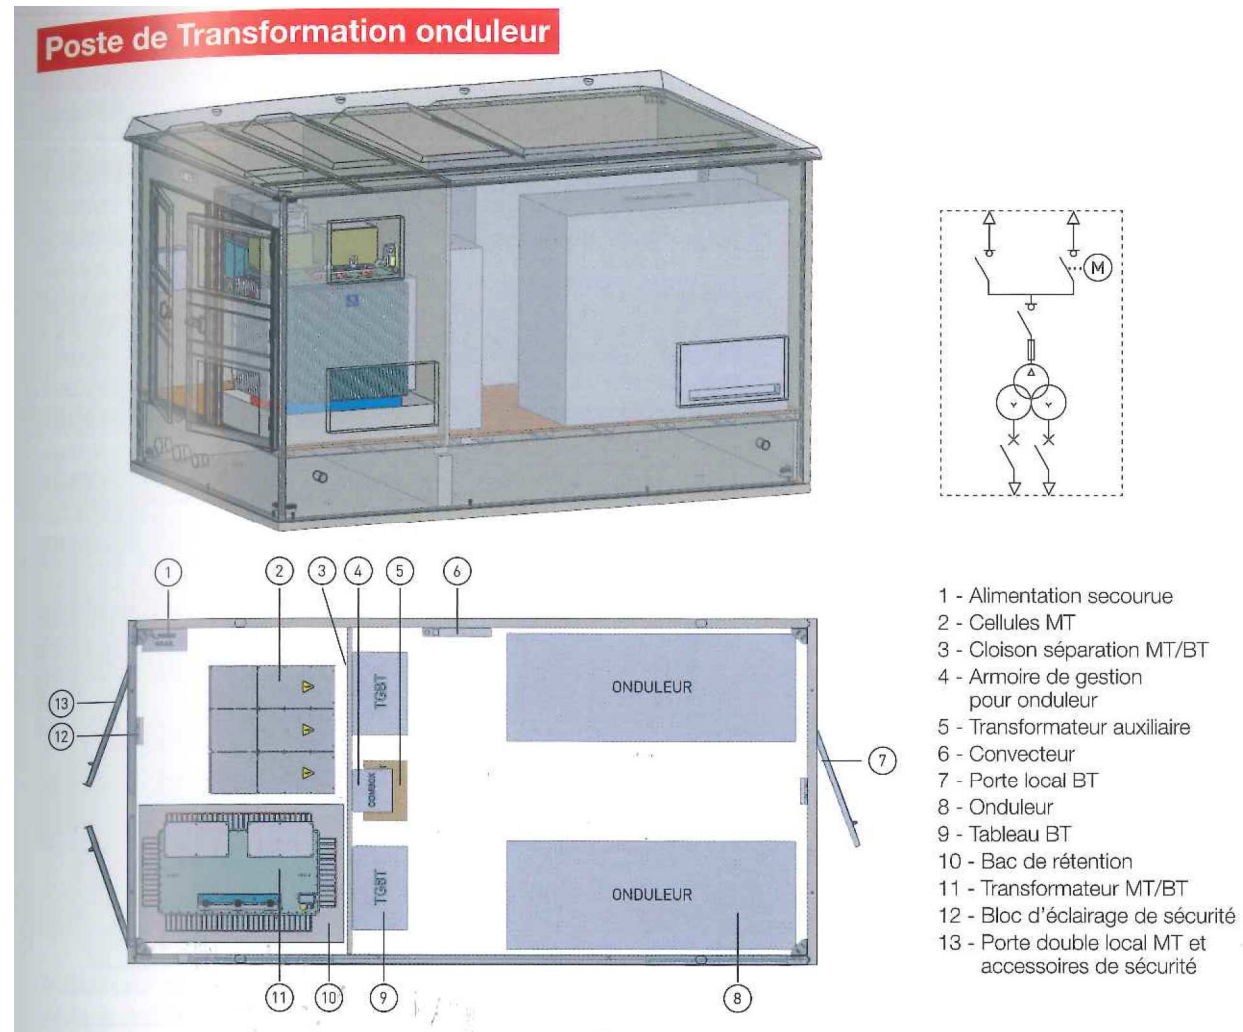 Poste de Transformation onduleur
M
1
2
3
4
5
6
TGBT
ONDULEUR
13
12
COMBOX
7
TGBT
ONDULEUR
11
10
9
8
1 - Alimentation secourue
2 - Cellules MT
3 - Cloison séparation MT/BT
4 - Armoire de gestion
pour onduleur
5 - Transformateur auxiliaire
6 - Convecteur
7 - Porte local BT
8 - Onduleur
9 - Tableau BT
10 - Bac de rétention
11 - Transformateur MT/BT
12 - Bloc d'éclairage de sécurité
13 - Porte double local MT et
accessoires de sécurité